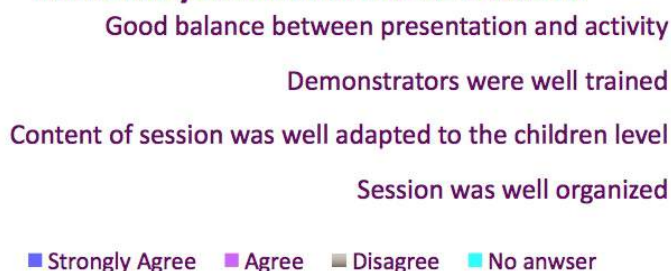 Good balance between presentation and activity
Demonstrators were well trained
Content of session was well adapted to the children level
Session was well organized
Strongly Agree Agree Disagree No anwser